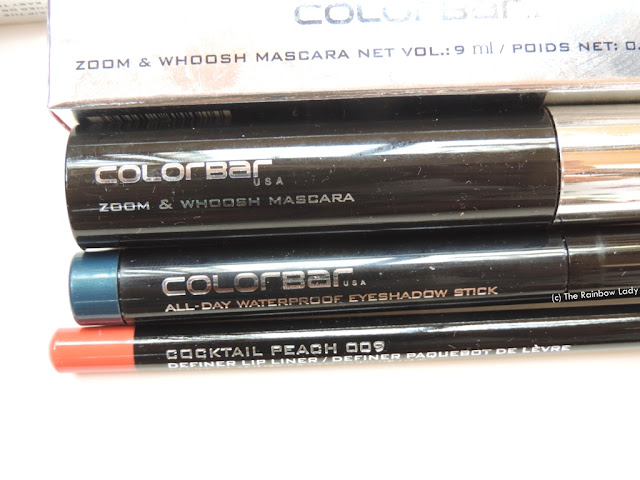 COLORBAR
ZOOM & WHOOSH MASCARA NET VOL.: 9 ml / POIDS NET: 0.
COLORBAR
USA
ZOOM & WHOOSH MASCARA
COLORBAR
USA
ALL-DAY WATERPROOF EYESHADOW STICK
(c) The Rainbow Lady
COCKTAIL PEACH 009
DEFINER LIP LINER / DEFINER PAQUEBOT DE LÈVRE